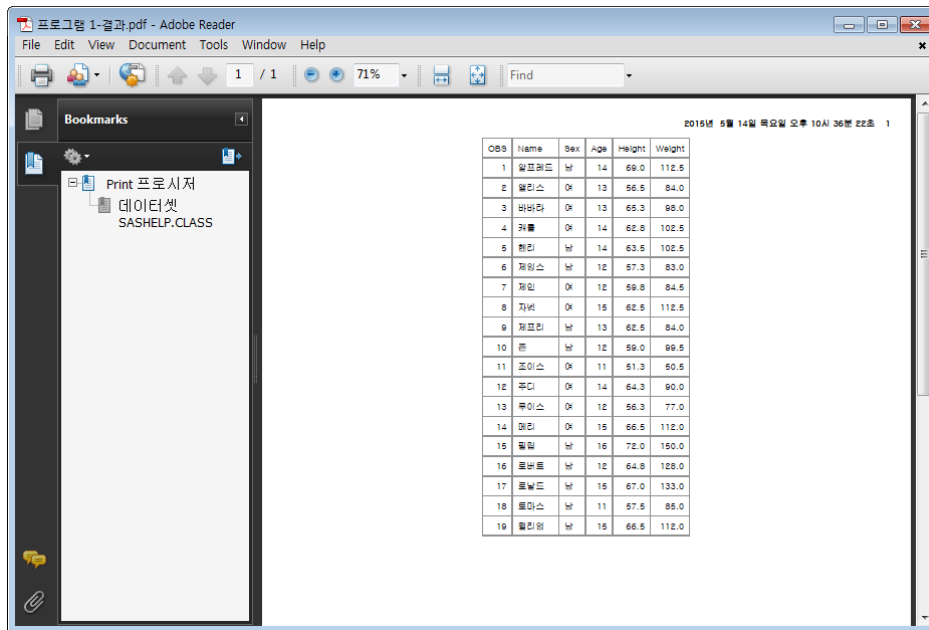 프로그램 1-결과.pdf - Adobe Reader
File Edit View Document Tools Window Help
1 / 1 71% Find
Bookmarks
Print 프로시저
데이터셋
SASHELP.CLASS
2015년 5월 14일 목요일 오후 10시 36분 22초 1
OBS Name Sex Age Height Weight
1 알프레드 남 14 69.0 112.5
2 앨리스 여 13 56.5 84.0
3 바바라 여 13 65.3 98.0
4 캐롤 여 14 62.8 102.5
5 헨리 남 14 63.5 102.5
6 제임스 남 12 57.3 83.0
7 제인 여 12 59.8 84.5
8 자넷 여 15 62.5 112.5
9 제프리 남 13 62.5 84.0
10 존 남 12 59.0 99.5
11 조이스 여 11 51.3 50.5
12 주디 여 14 64.3 90.0
13 루이스 여 12 56.3 77.0
14 메리 여 15 66.5 112.0
15 필립 남 16 72.0 150.0
16 로버트 남 12 64.8 128.0
17 로날드 남 15 67.0 133.0
18 토마스 남 11 57.5 85.0
19 윌리엄 남 15 66.5 112.0